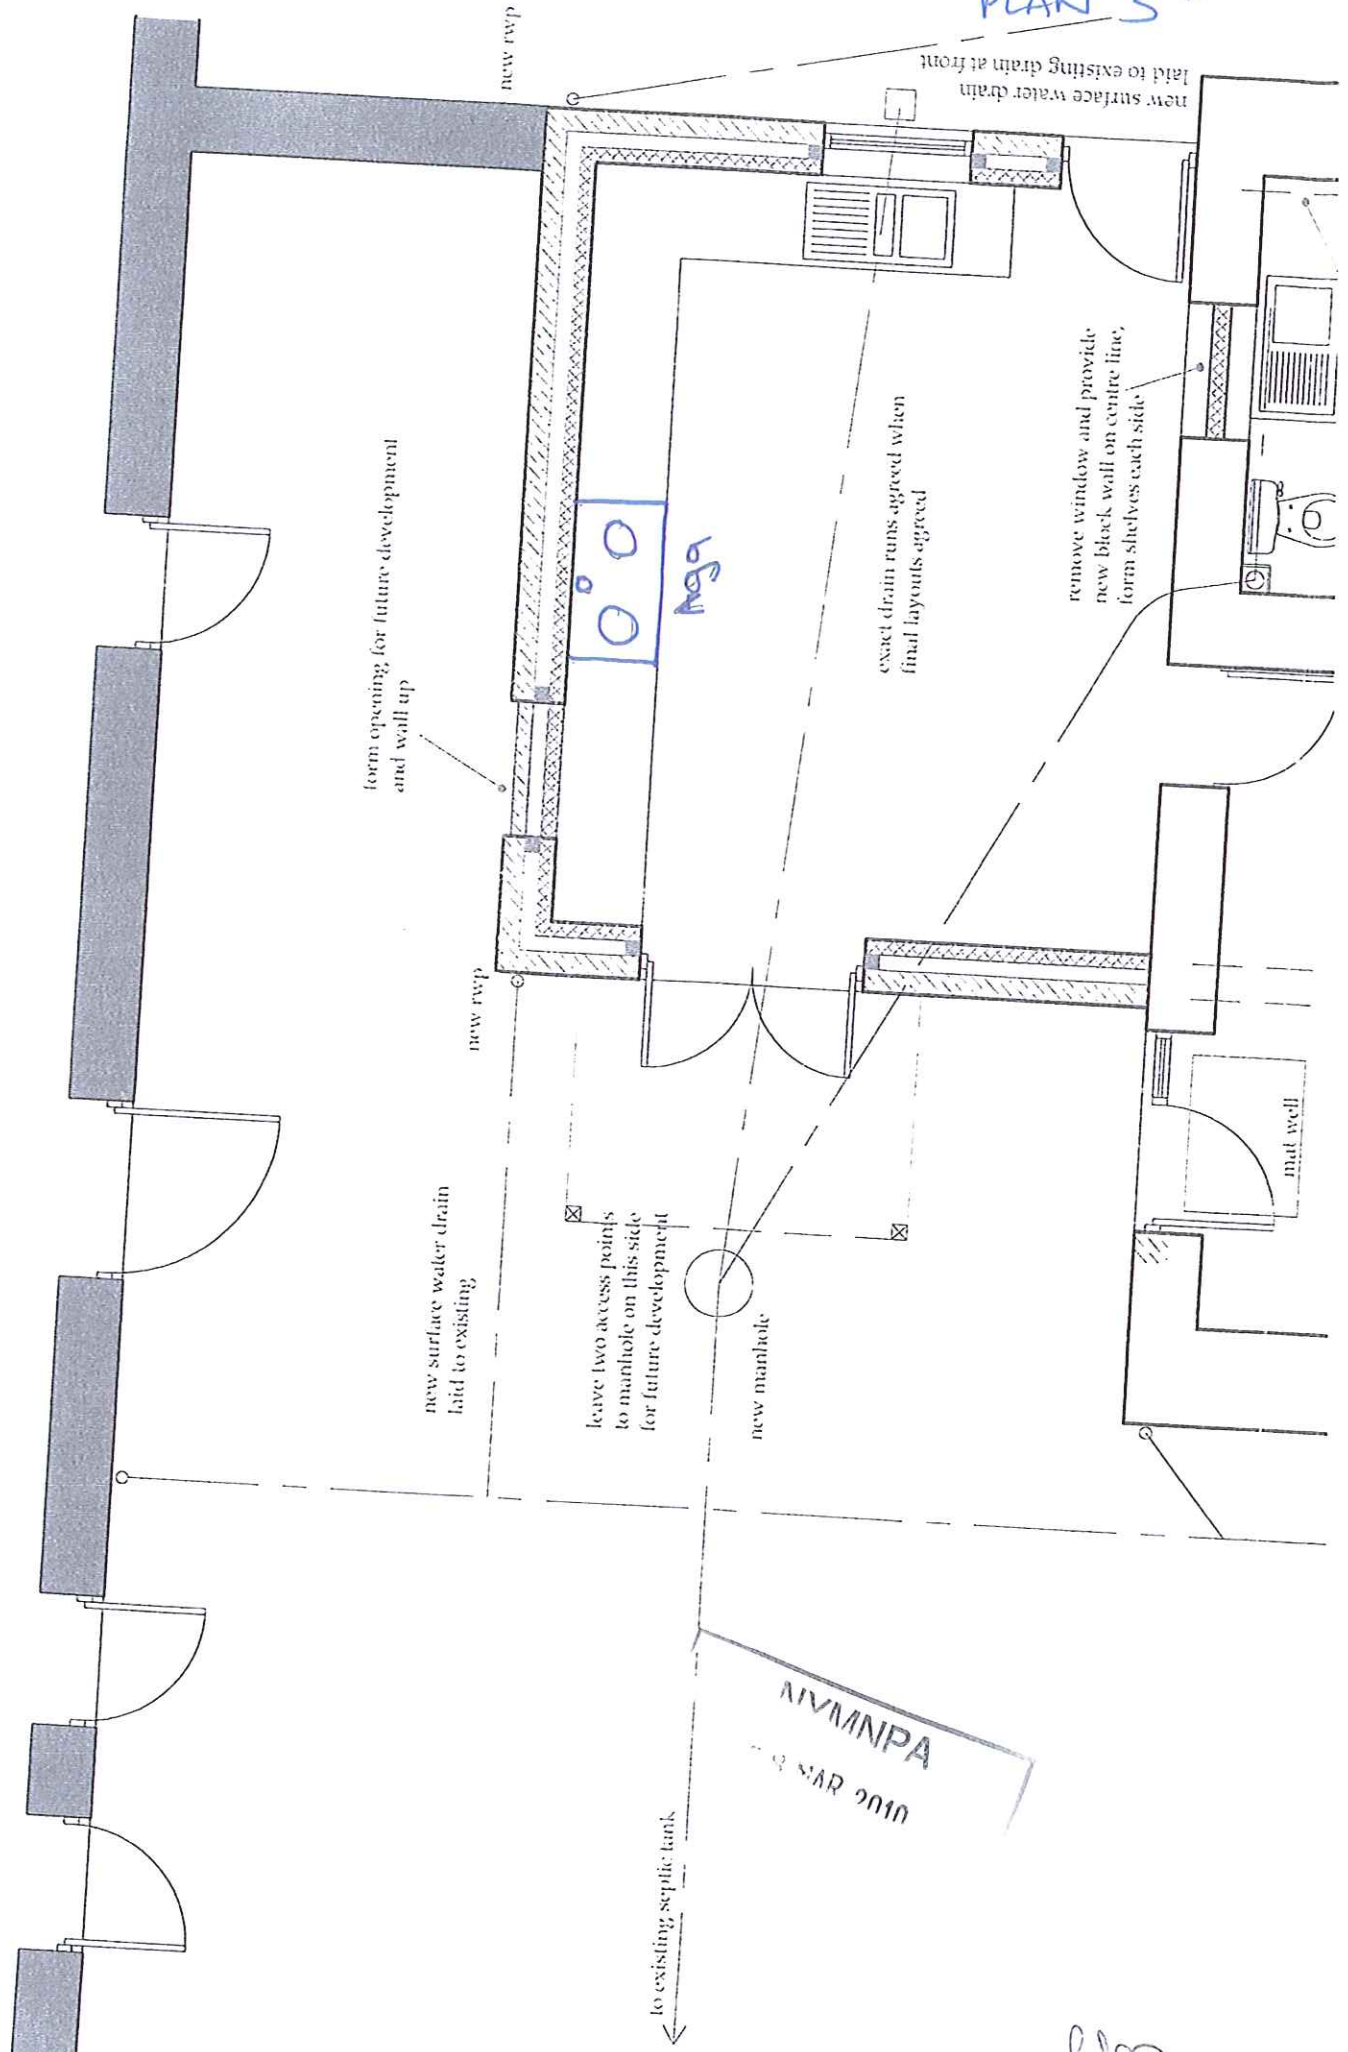 PLAN 3
new rwp
new surface water drain
laid to existing drain at front
form opening for future development
and wall up
Aga
exact drain runs agreed when
final layouts agreed
remove window and provide
new block wall on centre line,
form shelves each side
new rwp
new surface water drain
laid to existing
leave two access points
to manhole on this side
for future development
new manhole
mat well
NYMNPA
MAR 2010
to existing septic tank